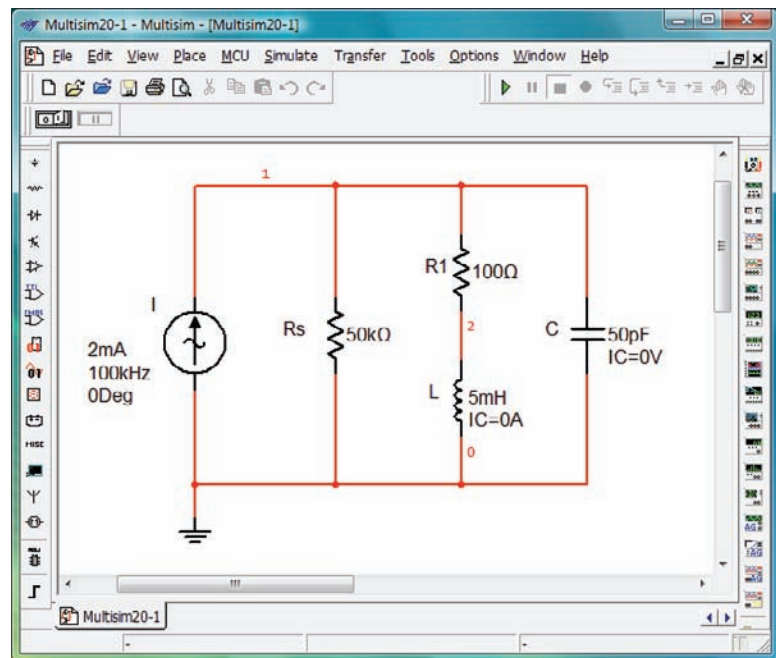 Multisim20-1 - Multisim - [Multisim20-1]
File Edit View Place MCU Simulate Transfer Tools Options Window Help
1
I
2mA
100kHz
0Deg
Rs
50kΩ
R1
100Ω
2
L
5mH
IC=0A
0
C
50pF
IC=0V
MISC
Multisim20-1